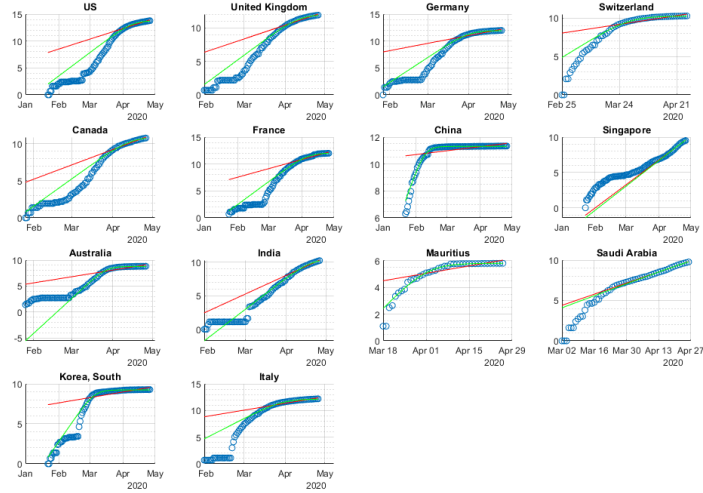 US
15
10
5
0
Jan Feb Mar Apr May
2020
United Kingdom
10
5
0
Feb Mar Apr May
2020
Germany
15
10
5
0
Feb Mar Apr May
2020
Switzerland
10
5
0
Feb 25 Mar 24 Apr 21
2020
Canada
10
5
0
Feb Mar Apr May
2020
France
15
10
5
0
Feb Mar Apr May
2020
China
12
10
8
6
Jan Feb Mar Apr May
2020
Singapore
10
5
0
Jan Feb Mar Apr May
2020
Australia
10
5
0
-5
Feb Mar Apr May
2020
India
10
5
0
Feb Mar Apr May
2020
Mauritius
6
4
2
0
Mar 18 Apr 01 Apr 15 Apr 29
2020
Saudi Arabia
10
5
0
Mar 02 Mar 16 Mar 30 Apr 13 Apr 27
2020
Korea, South
10
5
0
Jan Feb Mar Apr May
2020
Italy
15
10
5
0
Feb Mar Apr May
2020